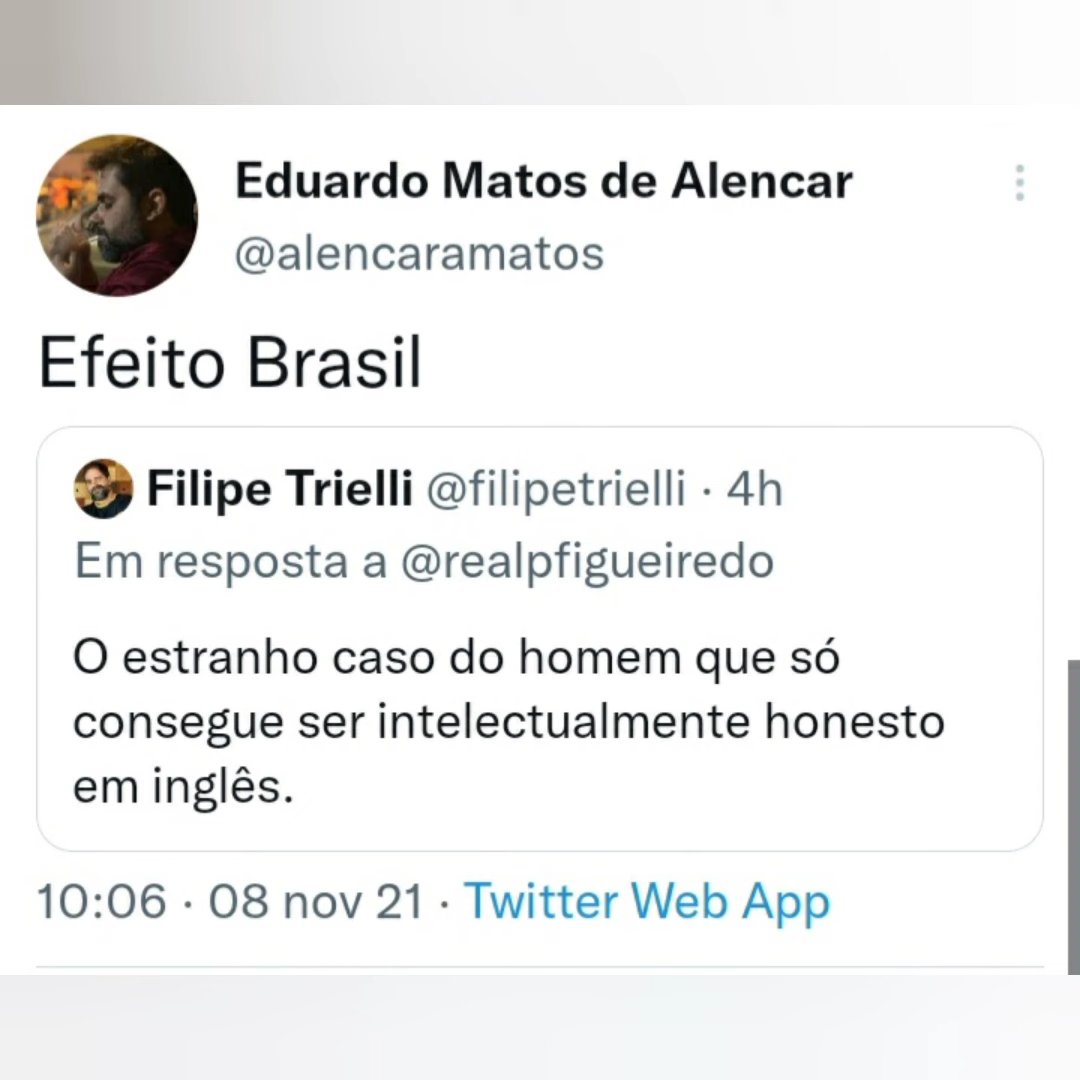 Eduardo Matos de Alencar
@alencaramatos
Efeito Brasil
Filipe Trielli @filipetrielli · 4h
Em resposta a @realpfigueiredo
O estranho caso do homem que só
consegue ser intelectualmente honesto
em inglês.
10:06 · 08 nov 21 · Twitter Web App